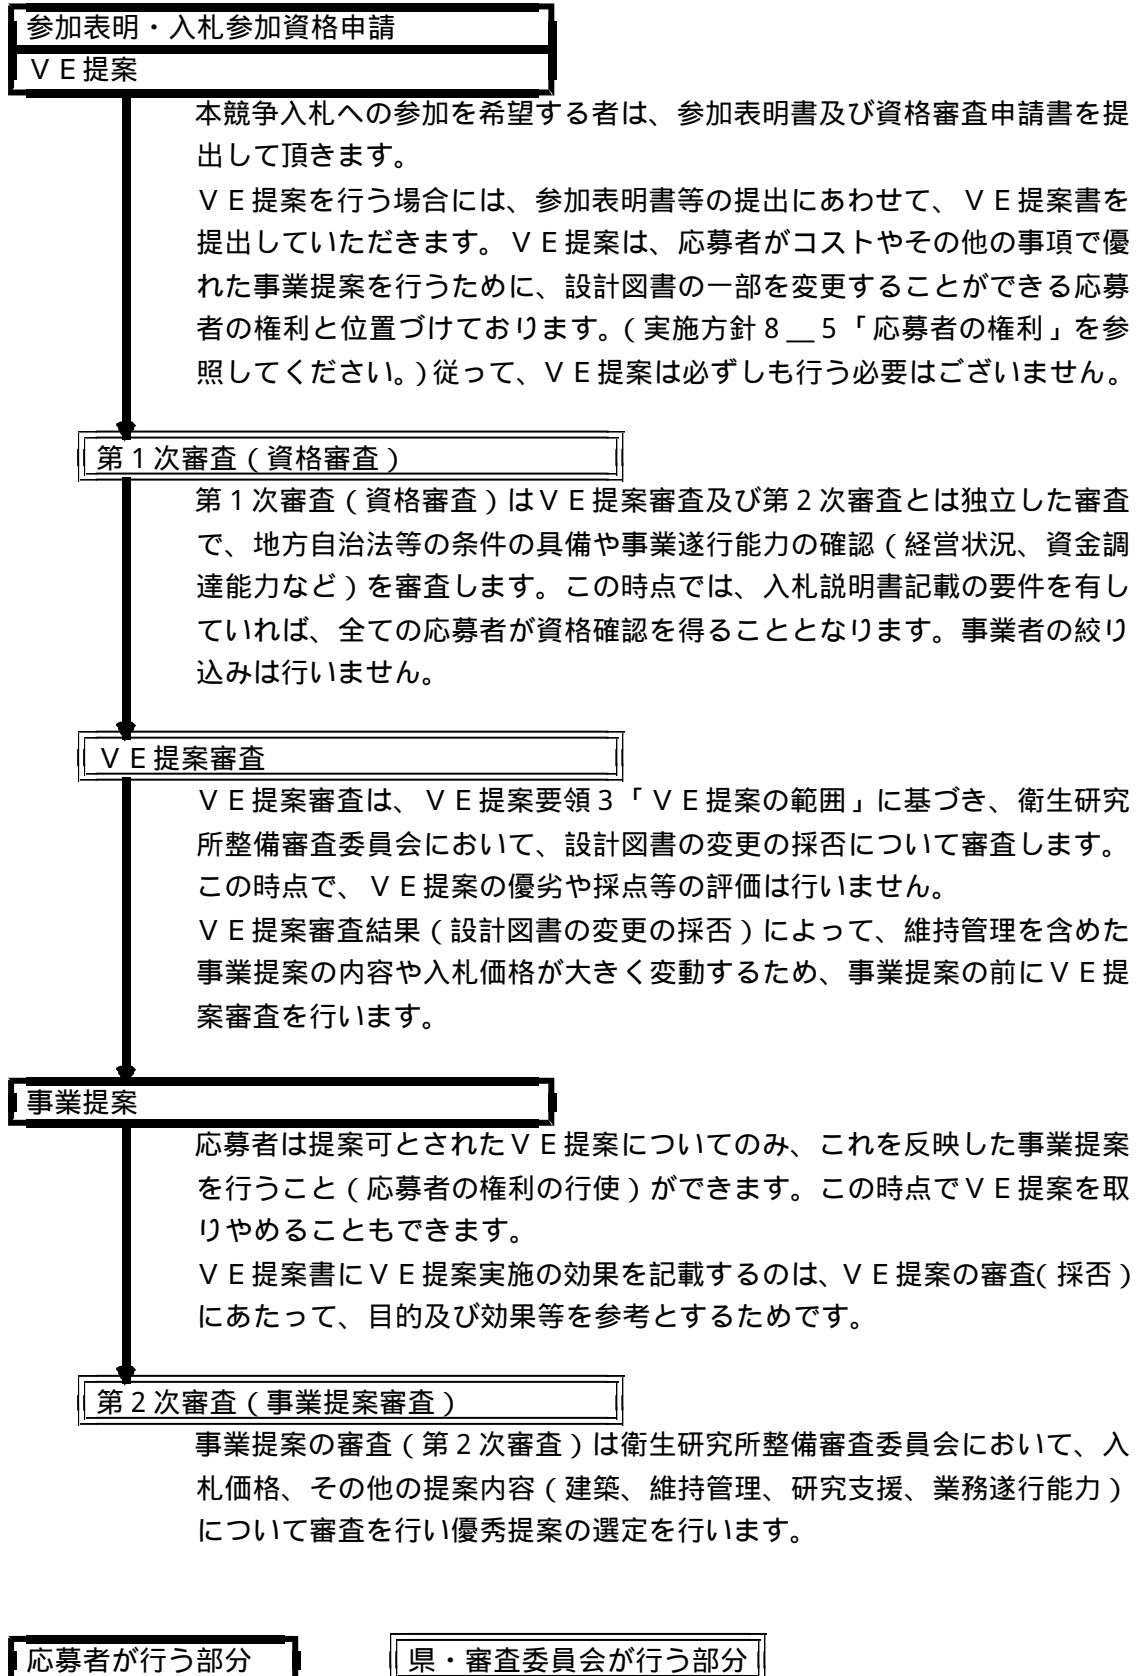 参加表明・入札参加資格申請
ＶＥ提案
本競争入札への参加を希望する者は、参加表明書及び資格審査申請書を提
出して頂きます。
ＶＥ提案を行う場合には、参加表明書等の提出にあわせて、ＶＥ提案書を
提出していただきます。ＶＥ提案は、応募者がコストやその他の事項で優
れた事業提案を行うために、設計図書の一部を変更することができる応募
者の権利と位置づけております。（実施方針８＿５「応募者の権利」を参
照してください。）従って、ＶＥ提案は必ずしも行う必要はございません。
第１次審査（資格審査）
第１次審査（資格審査）はＶＥ提案審査及び第２次審査とは独立した審査
で、地方自治法等の条件の具備や事業遂行能力の確認（経営状況、資金調
達能力など）を審査します。この時点では、入札説明書記載の要件を有し
ていれば、全ての応募者が資格確認を得ることとなります。事業者の絞り
込みは行いません。
ＶＥ提案審査
ＶＥ提案審査は、ＶＥ提案要領３「ＶＥ提案の範囲」に基づき、衛生研究
所整備審査委員会において、設計図書の変更の採否について審査します。
この時点で、ＶＥ提案の優劣や採点等の評価は行いません。
ＶＥ提案審査結果（設計図書の変更の採否）によって、維持管理を含めた
事業提案の内容や入札価格が大きく変動するため、事業提案の前にＶＥ提
案審査を行います。
事業提案
応募者は提案可とされたＶＥ提案についてのみ、これを反映した事業提案
を行うこと（応募者の権利の行使）ができます。この時点でＶＥ提案を取
りやめることもできます。
ＶＥ提案書にＶＥ提案実施の効果を記載するのは、ＶＥ提案の審査（採否）
にあたって、目的及び効果等を参考とするためです。
第２次審査（事業提案審査）
事業提案の審査（第２次審査）は衛生研究所整備審査委員会において、入
札価格、その他の提案内容（建築、維持管理、研究支援、業務遂行能力）
について審査を行い優秀提案の選定を行います。
応募者が行う部分
県・審査委員会が行う部分